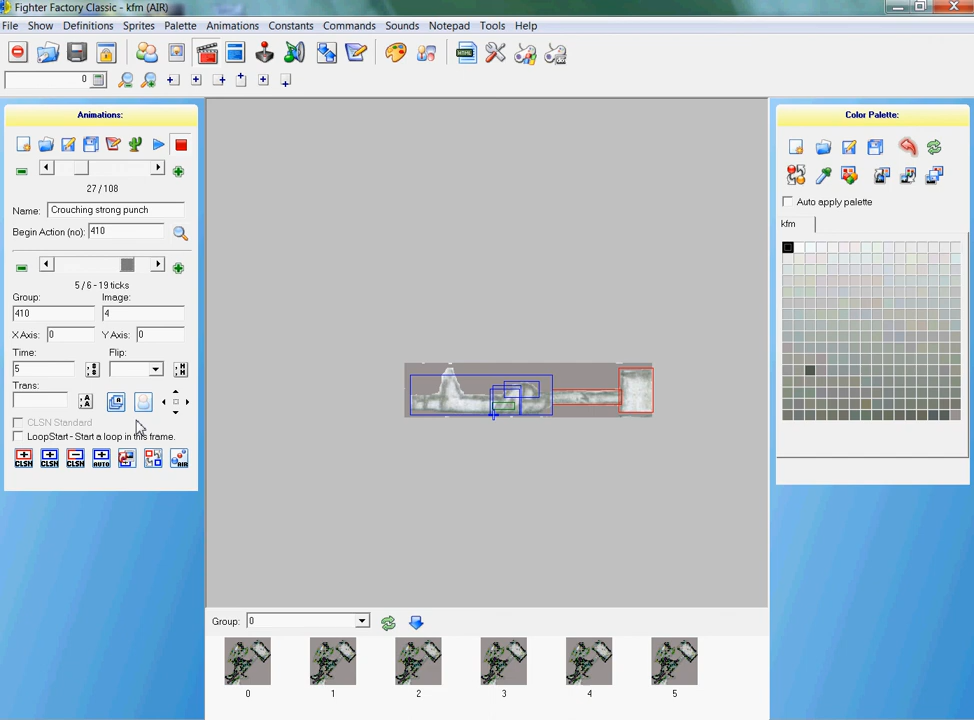 Fighter Factory Classic - kfm (AIR)
File Show Definitions Sprites Palette Animations Constants Commands Sounds Notepad Tools Help
HTML
0
Animations:
Color Palette:
27 / 108
Auto apply palette
Name: Crouching strong punch
kfm
Begin Action (no): 410
5 / 6 - 19 ticks
Group: Image:
410 4
X Axis: 0 Y Axis: 0
Time: Flip:
5
Trans:
CLSN Standard
LoopStart - Start a loop in this frame.
CLSN CLSN CLSN AUTO AIR
Group: 0
0 1 2 3 4 5